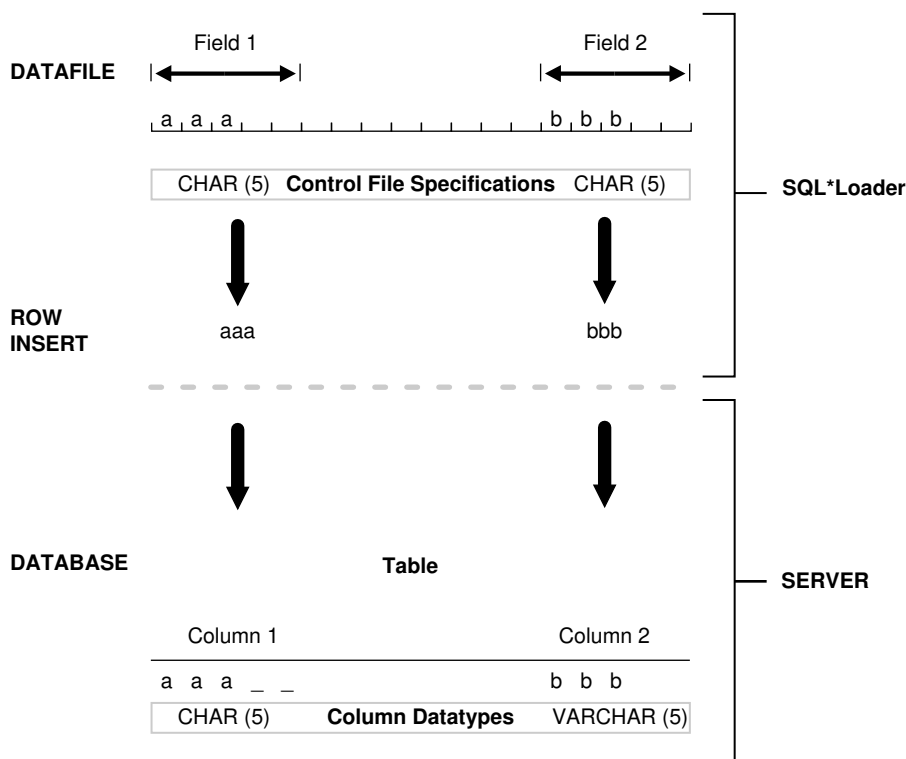 Field 1
Field 2
DATAFILE
a a a
b b b
CHAR (5) Control File Specifications CHAR (5)
SQL*Loader
ROW
INSERT
aaa
bbb
DATABASE
Table
SERVER
Column 1
Column 2
a a a _ _
b b b
CHAR (5) Column Datatypes VARCHAR (5)